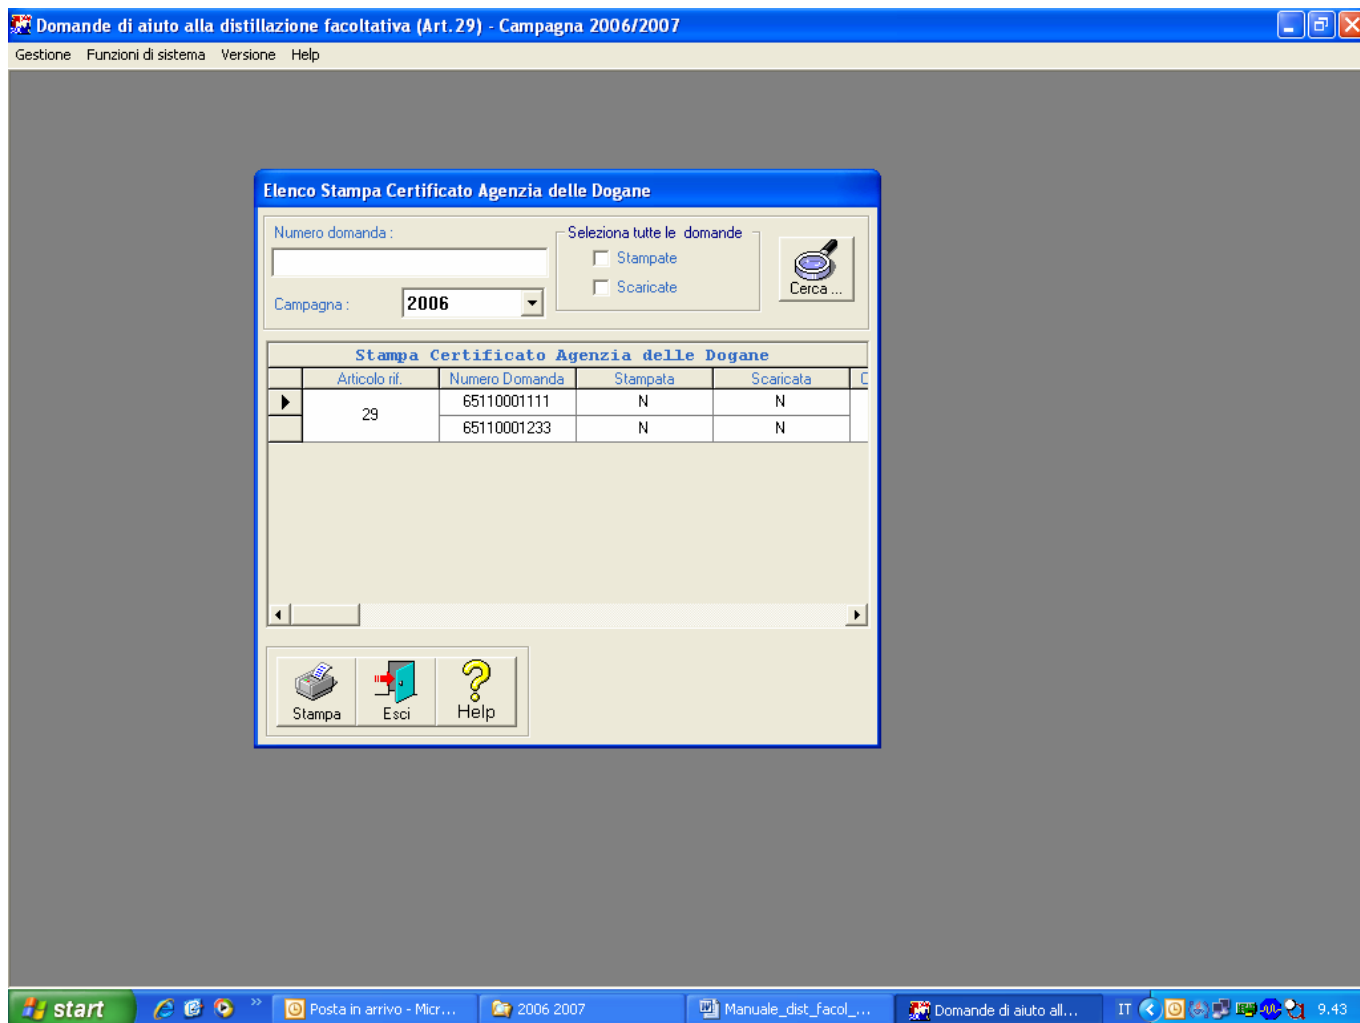 Domande di aiuto alla distillazione facoltativa (Art.29) - Campagna 2006/2007
Gestione Funzioni di sistema Versione Help
Elenco Stampa Certificato Agenzia delle Dogane
Numero domanda :
Seleziona tutte le domande
Stampate
Scaricate
Cerca ...
Campagna : 2006
Stampa Certificato Agenzia delle Dogane
Articolo rif. Numero Domanda Stampata Scaricata
29 65110001111 N N
65110001233 N N
Stampa Esci Help
start Posta in arrivo - Micr... 2006 2007 Manuale_dist_facol_... Domande di aiuto all... IT 9.43